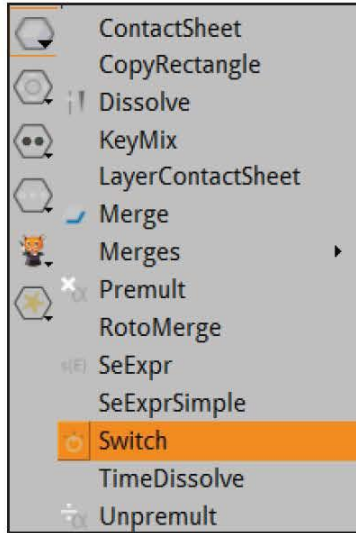 ContactSheet
CopyRectangle
Dissolve
KeyMix
LayerContactSheet
Merge
Merges
Premult
RotoMerge
s(E) SeExpr
SeExprSimple
Switch
TimeDissolve
Unpremult